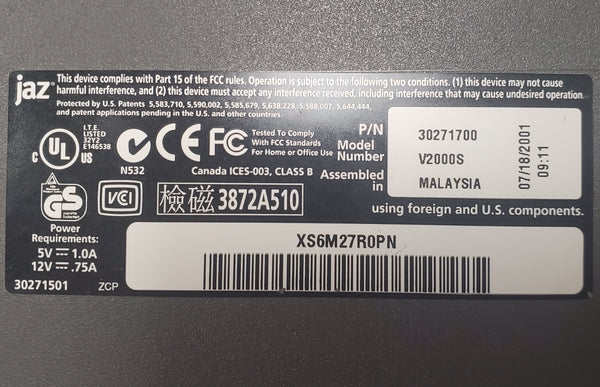 jaz
This device complies with Part 15 of the FCC rules. Operation is subject to the following two conditions. (1) this device may not cause
harmful interference, and (2) this device must accept any interference received, including interference that may cause undesired operation.
Protected by U.S. Patents 5,583,710, 5,590,002, 5,585,679, 5,638,228, 5,588,007, 5,644,444,
and patent applications pending in the U.S. and other countries.
C UL US
I.T.E.
LISTED
32Y2
E146538
N532
CE
FC
Tested To Comply
With FCC Standards
For Home or Office Use
Canada ICES-003, CLASS B
P/N 30271700
Model Number V2000S
Assembled in MALAYSIA
07/18/2001
09:11
using foreign and U.S. components.
GS
VCI
檢磁 3872A510
Power
Requirements:
5V 1.0A
12V .75A
30271501
ZCP
XS6M27R0PN